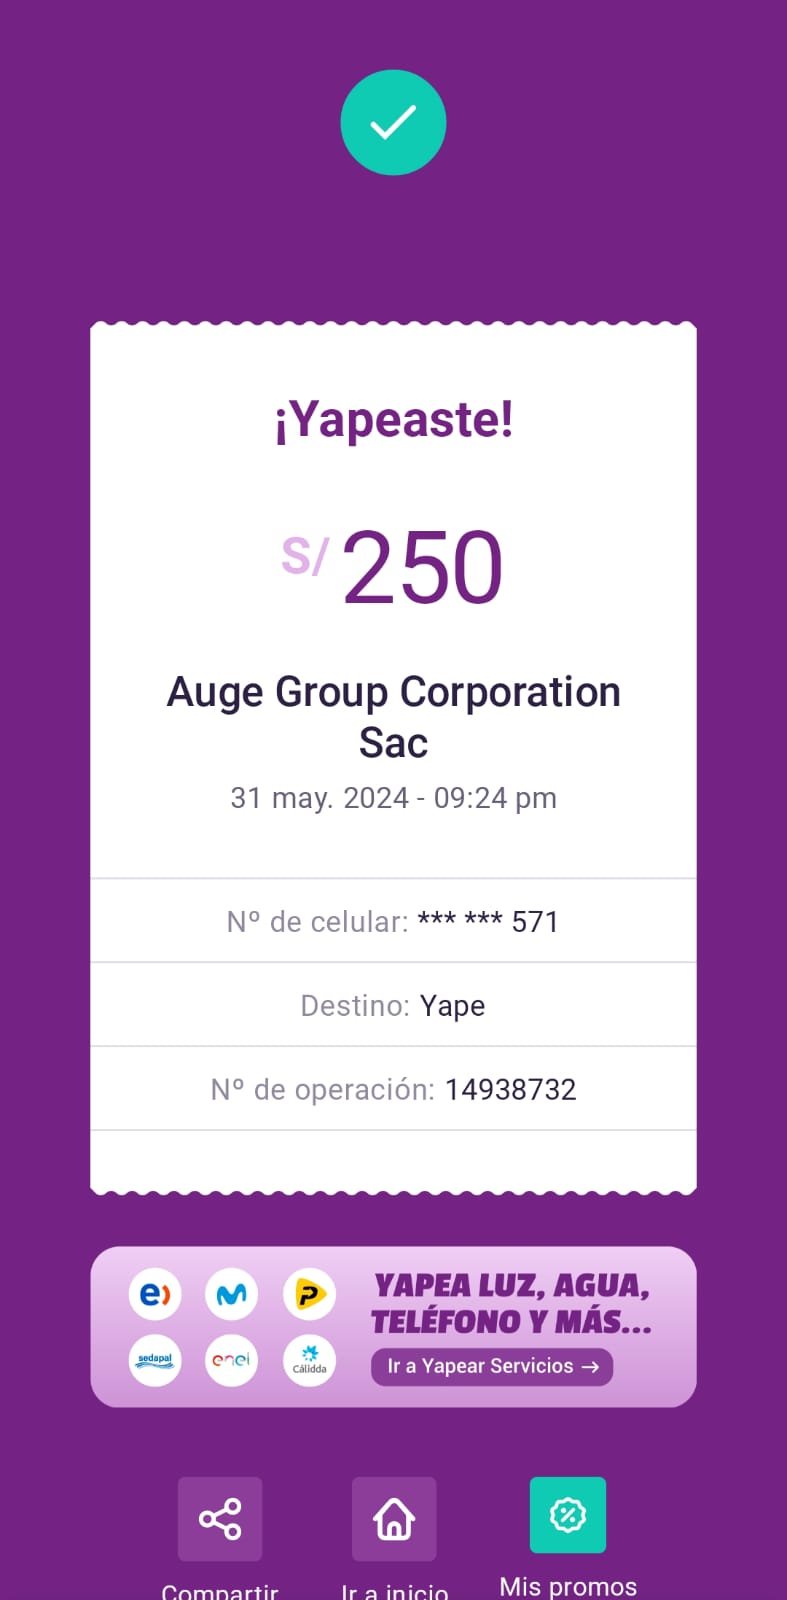 ¡Yapeaste!
S/ 250
Auge Group Corporation
Sac
31 may. 2024 - 09:24 pm
Nº de celular: *** *** 571
Destino: Yape
Nº de operación: 14938732
e)
P
sedapal
enel
Cálidda
YAPEA LUZ, AGUA,
TELÉFONO Y MÁS...
Ir a Yapear Servicios →
Compartir
Ir a inicio
Mis promos